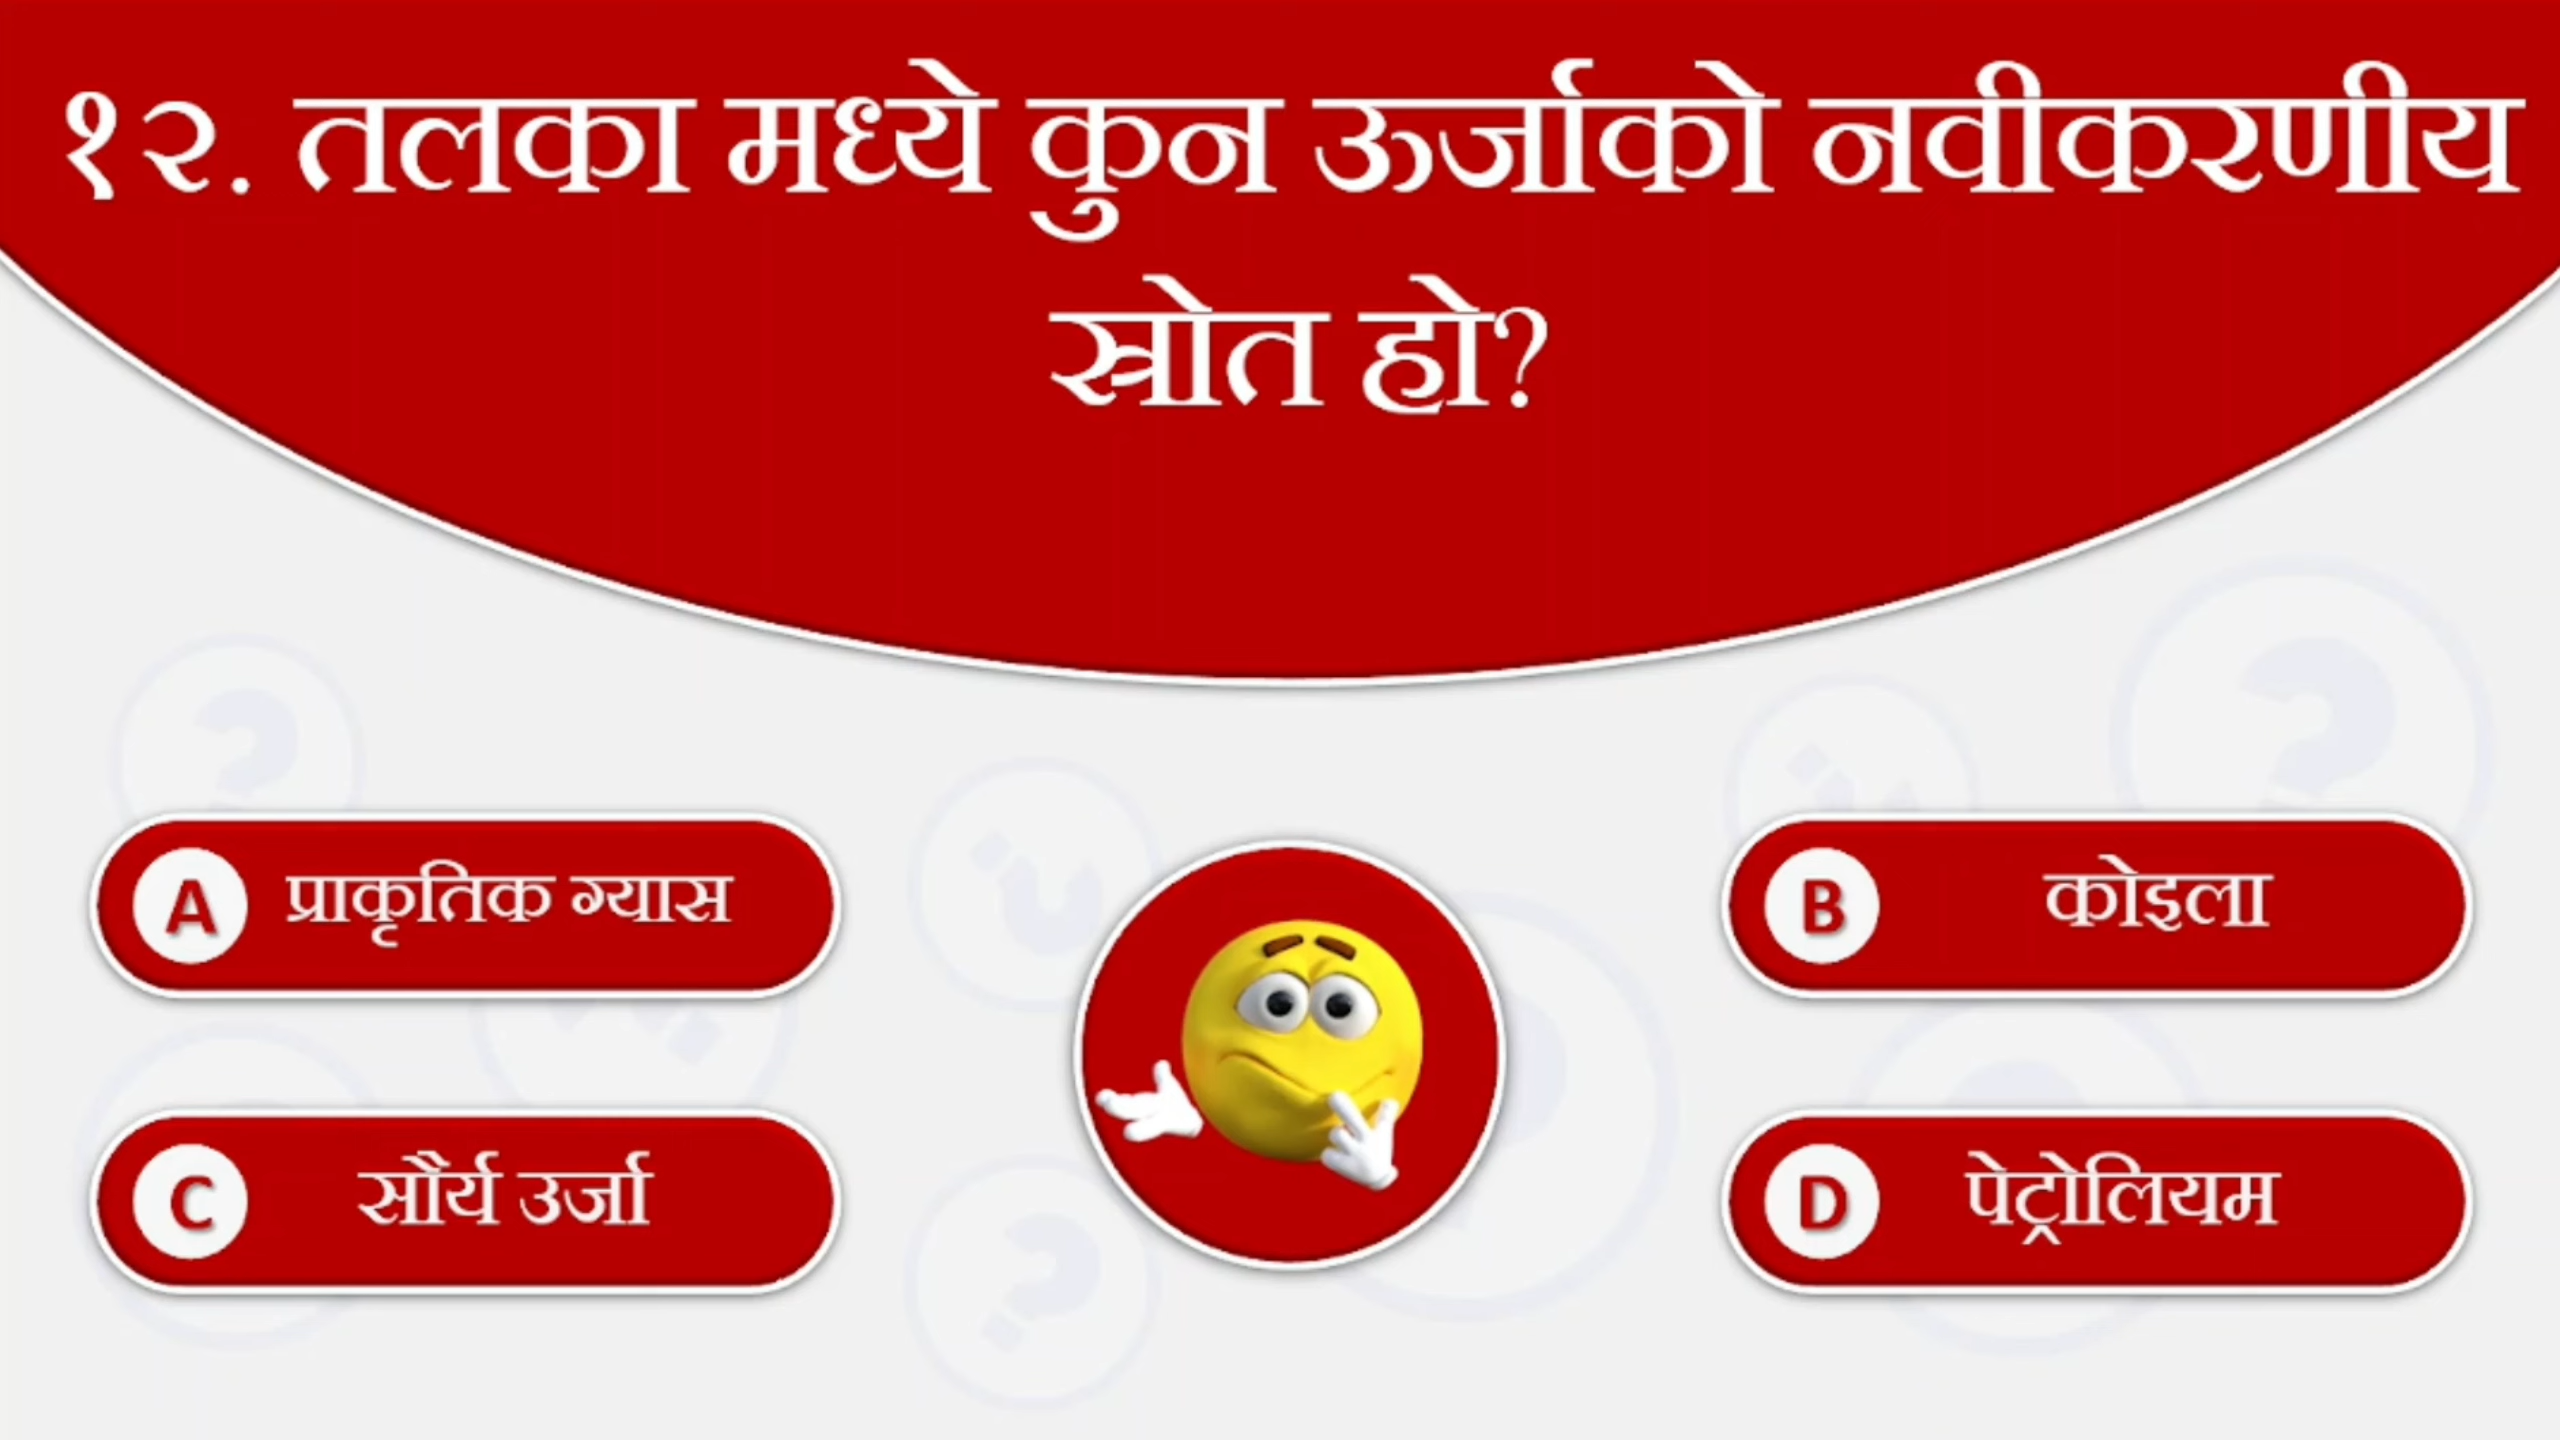 १२. तलका मध्ये कुन ऊर्जाको नवीकरणीय
स्रोत हो?
A प्राकृतिक ग्यास
B कोइला
C सौर्य उर्जा
D पेट्रोलियम